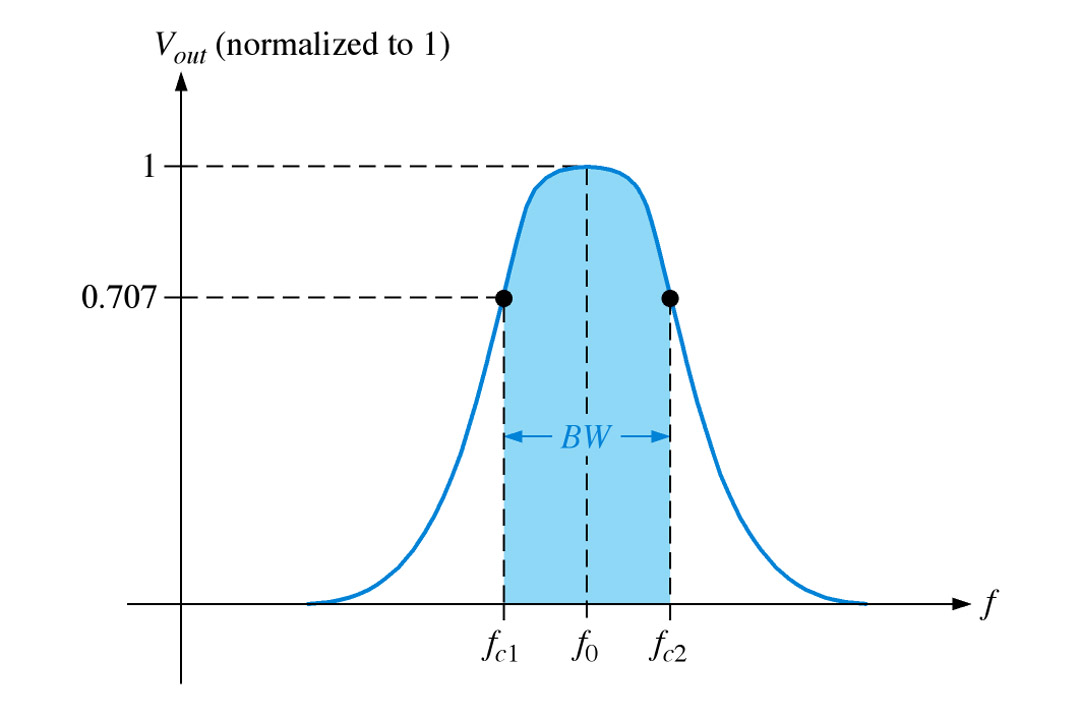 V_out (normalized to 1)
1
0.707
BW
f
f_c1 f_0 f_c2